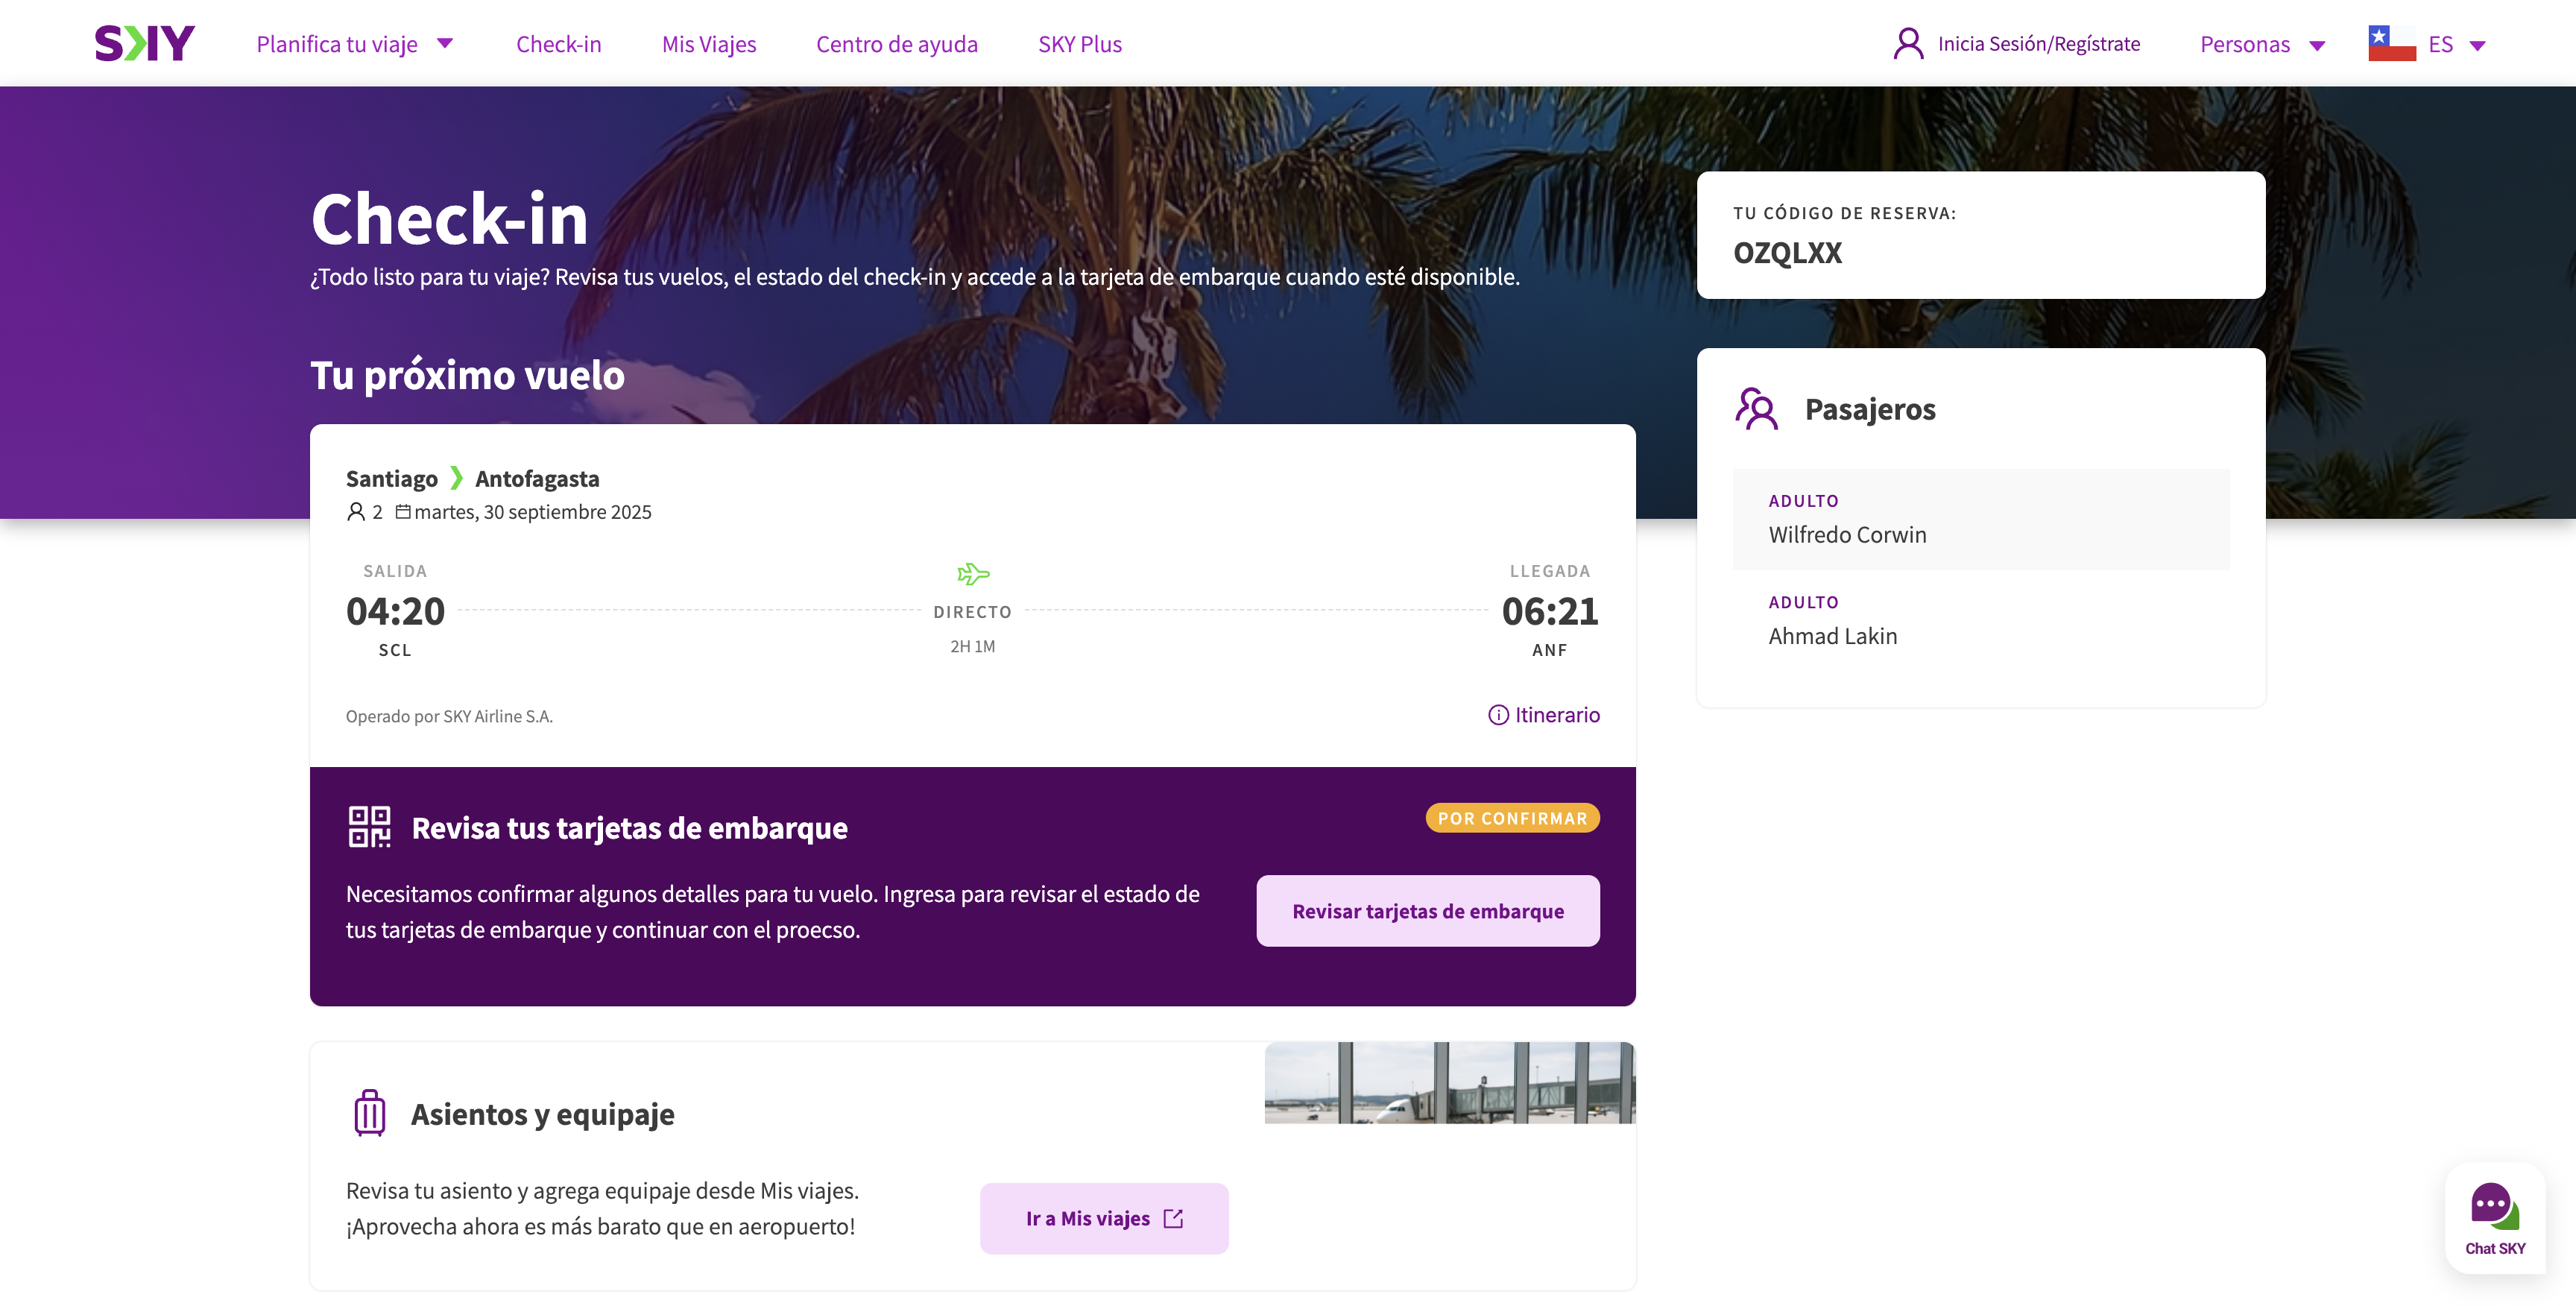 SKY
Planifica tu viaje
Check-in
Mis Viajes
Centro de ayuda
SKY Plus
Inicia Sesión/Regístrate
Personas
ES
Check-in
¿Todo listo para tu viaje? Revisa tus vuelos, el estado del check-in y accede a la tarjeta de embarque cuando esté disponible.
TU CÓDIGO DE RESERVA:
OZQLXX
Tu próximo vuelo
Santiago Antofagasta
2 martes, 30 septiembre 2025
SALIDA
04:20
SCL
DIRECTO
2H 1M
LLEGADA
06:21
ANF
Operado por SKY Airline S.A.
Itinerario
Pasajeros
ADULTO
Wilfredo Corwin
ADULTO
Ahmad Lakin
Revisa tus tarjetas de embarque
POR CONFIRMAR
Necesitamos confirmar algunos detalles para tu vuelo. Ingresa para revisar el estado de
tus tarjetas de embarque y continuar con el proecso.
Revisar tarjetas de embarque
Asientos y equipaje
Revisa tu asiento y agrega equipaje desde Mis viajes.
¡Aprovecha ahora es más barato que en aeropuerto!
Ir a Mis viajes
Chat SKY